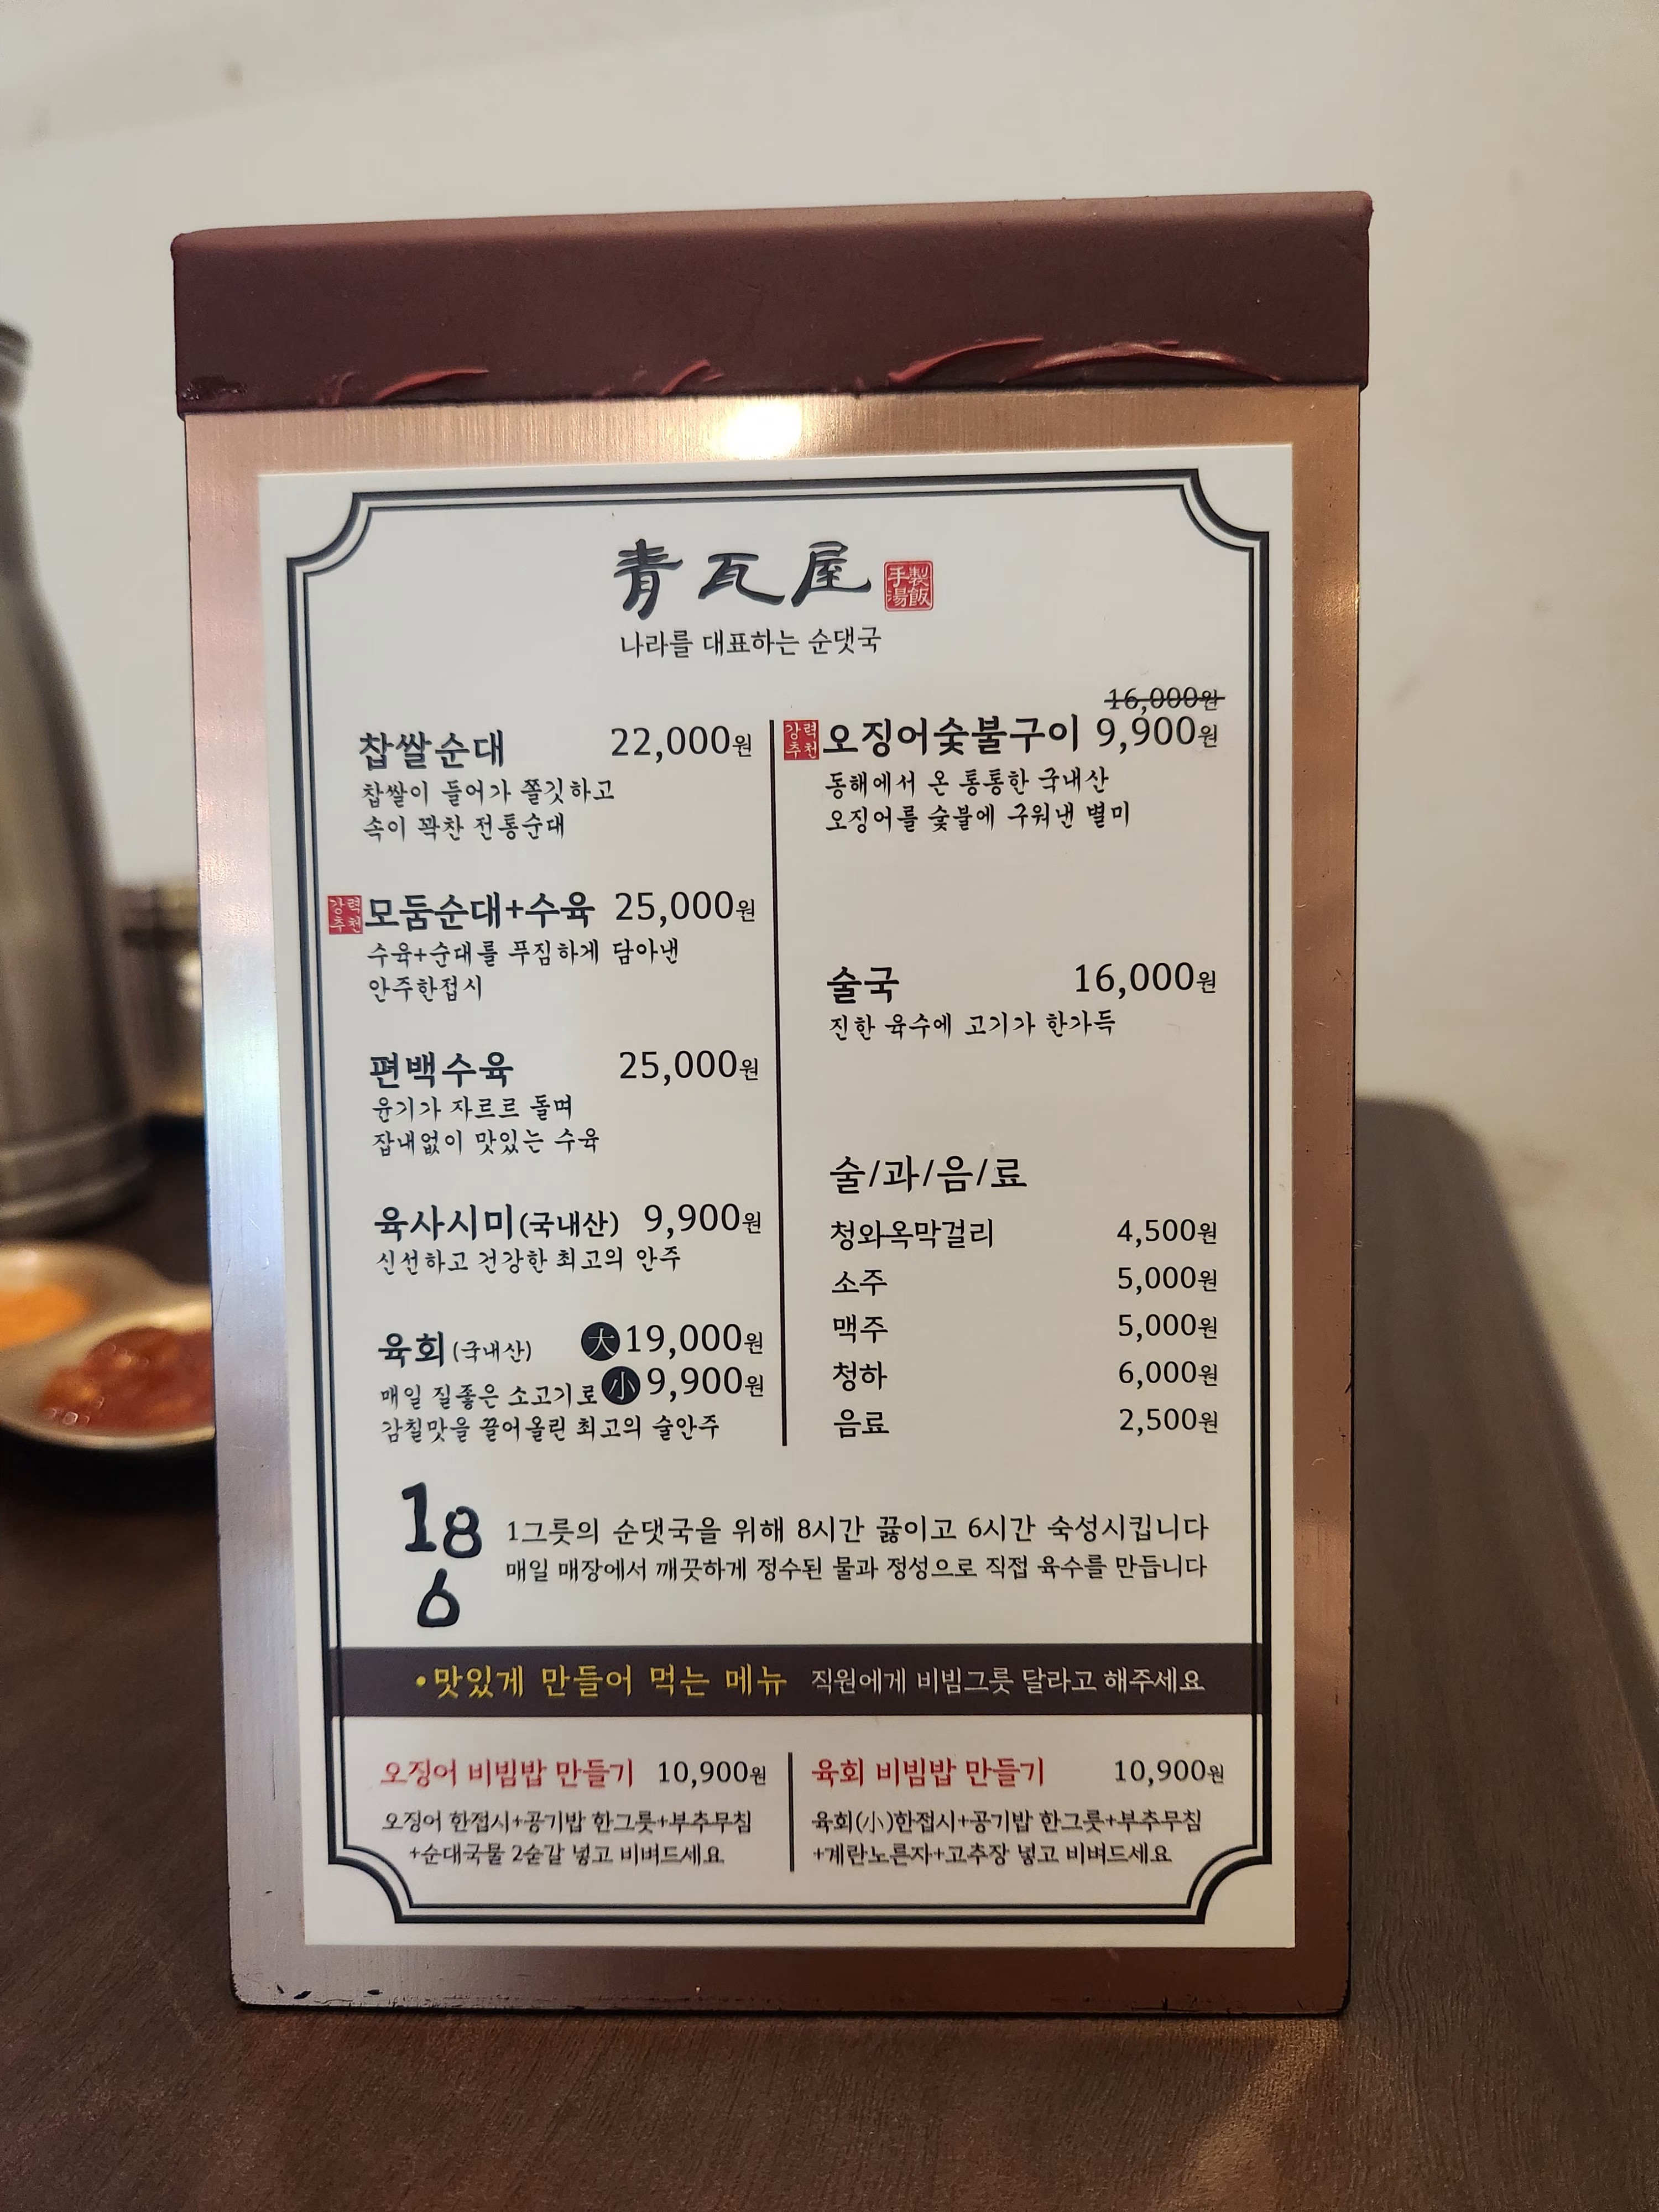 青瓦屋 手製湯飯
나라를 대표하는 순댓국
찹쌀순대 22,000원
찹쌀이 들어가 쫄깃하고
속이 꽉찬 전통순대
강력추천 모둠순대+수육 25,000원
수육+순대를 푸짐하게 담아낸
안주한접시
편백수육 25,000원
윤기가 자르르 돌며
잡내없이 맛있는 수육
육사시미(국내산) 9,900원
신선하고 건강한 최고의 안주
육회(국내산) 大 19,000원
매일 질좋은 소고기로 小 9,900원
감칠맛을 끌어올린 최고의 술안주
16,000원
강력추천 오징어숯불구이 9,900원
동해에서 온 통통한 국내산
오징어를 숯불에 구워낸 별미
술국 16,000원
진한 육수에 고기가 한가득
술/과/음/료
청와옥막걸리 4,500원
소주 5,000원
맥주 5,000원
청하 6,000원
음료 2,500원
18
6
1그릇의 순댓국을 위해 8시간 끓이고 6시간 숙성시킵니다
매일 매장에서 깨끗하게 정수된 물과 정성으로 직접 육수를 만듭니다
•맛있게 만들어 먹는 메뉴 직원에게 비빔그릇 달라고 해주세요
오징어 비빔밥 만들기 10,900원
오징어 한접시+공기밥 한그릇+부추무침
+순대국물 2숟갈 넣고 비벼드세요
육회 비빔밥 만들기 10,900원
육회(小)한접시+공기밥 한그릇+부추무침
+계란노른자+고추장 넣고 비벼드세요